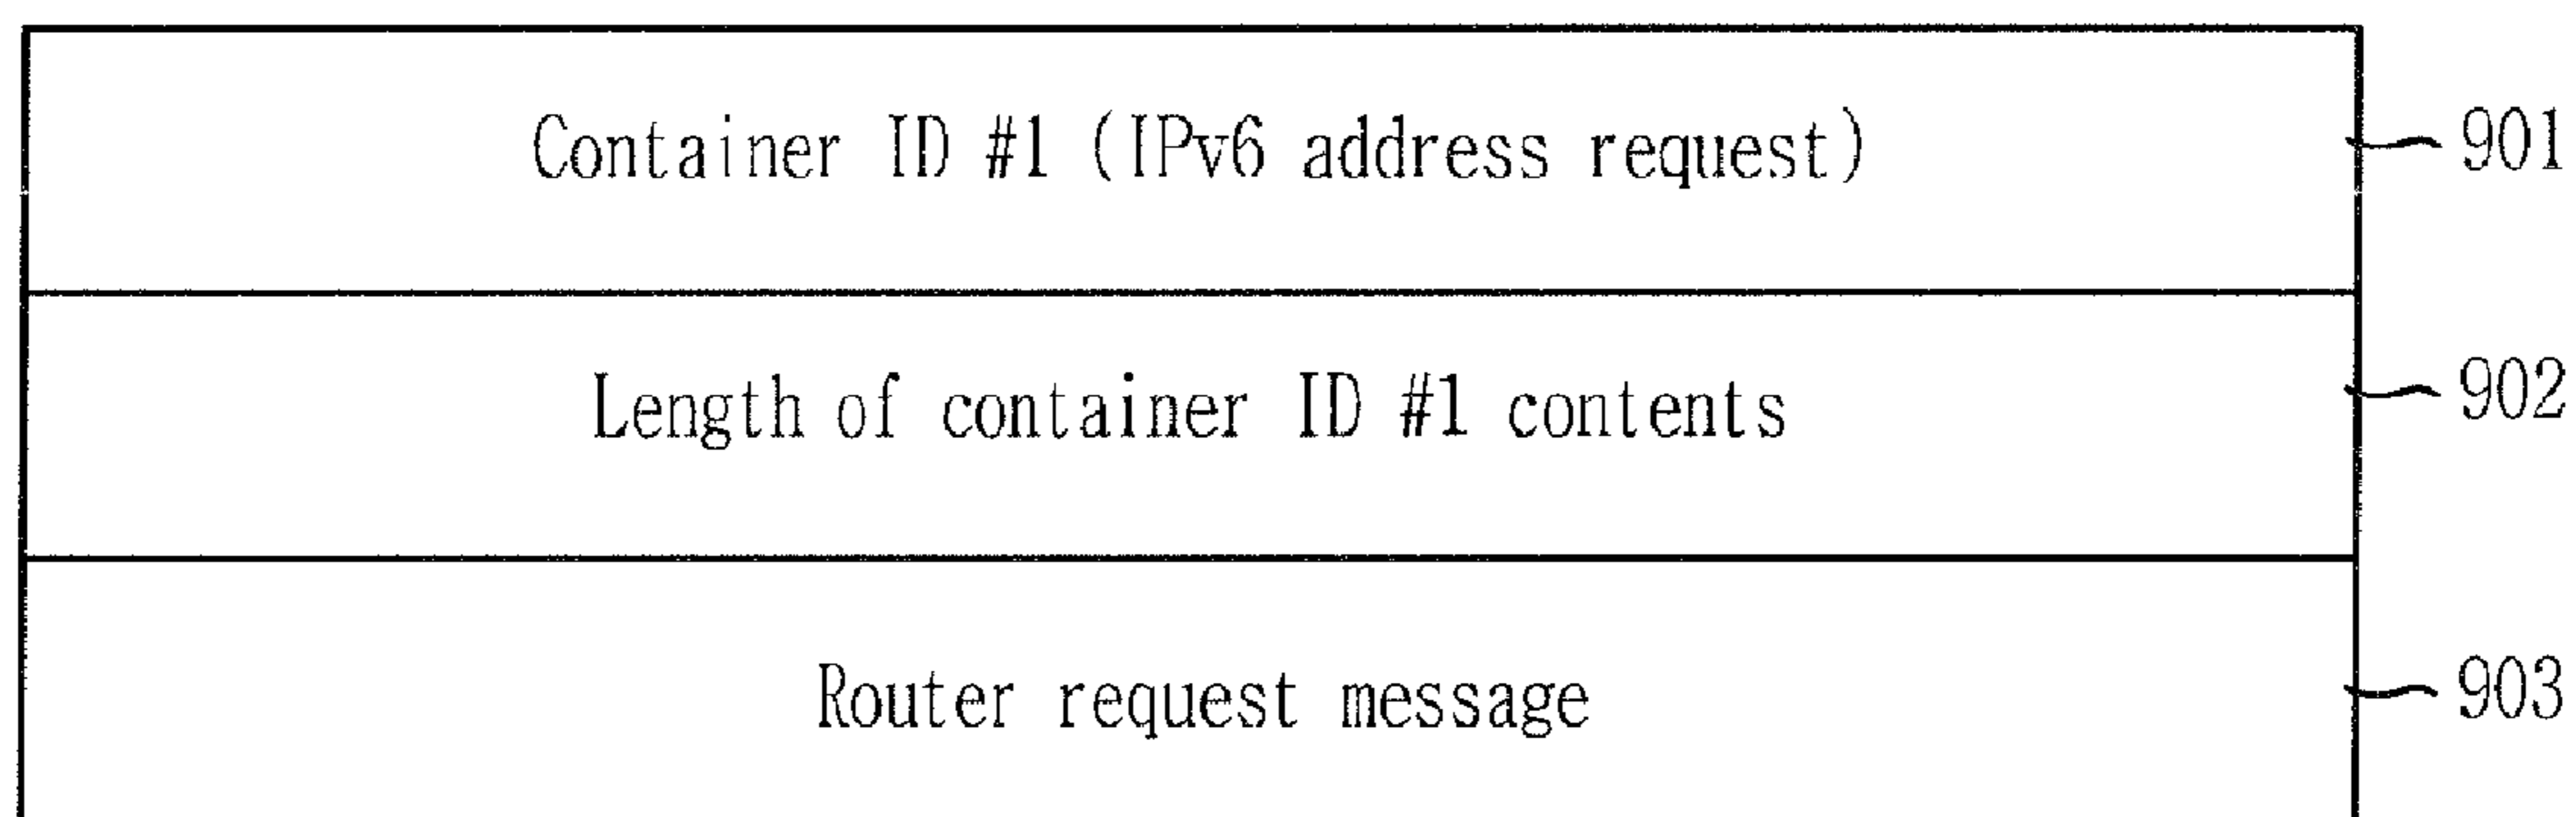 Container ID #1 (IPv6 address request) 901
Length of container ID #1 contents 902
Router request message 903